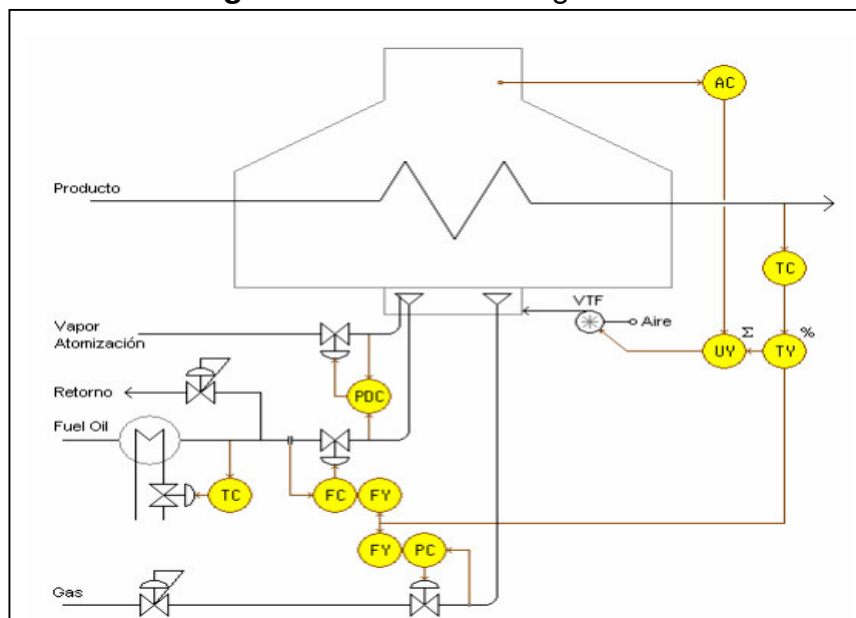 AC
Producto
TC
VTF
Aire
Vapor
Atomización
UY
Σ
TY
%
Retorno
PDC
Fuel Oil
TC
FC
FY
FY
PC
Gas